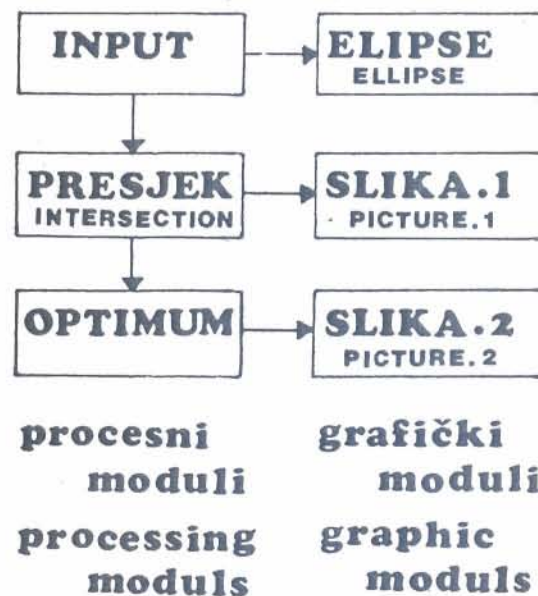 INPUT
ELIPSE
ELLIPSE
PRESJEK
INTERSECTION
SLIKA.1
PICTURE.1
OPTIMUM
SLIKA.2
PICTURE.2
procesni
moduli
grafički
moduli
processing
moduls
graphic
moduls